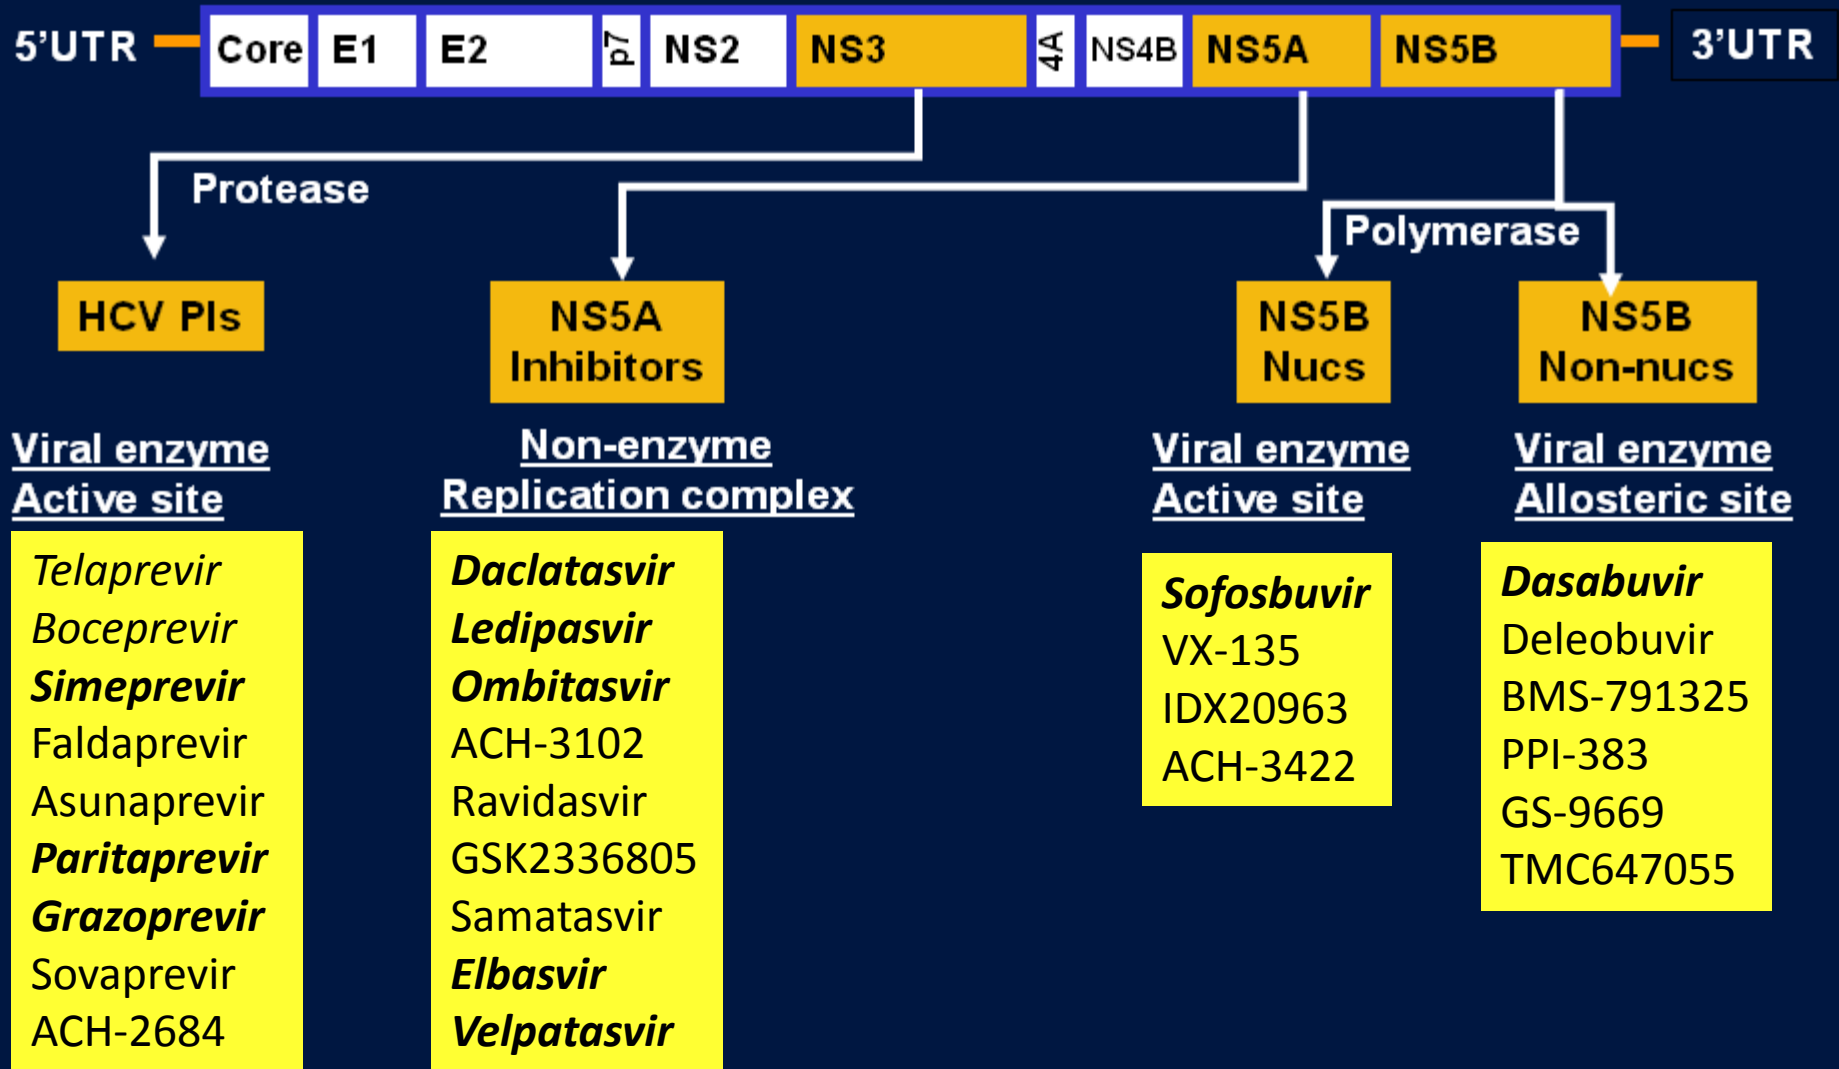 5’UTR
Core
E1
E2
p7
NS2
NS3
4A
NS4B
NS5A
NS5B
3’UTR
Protease
Polymerase
HCV PIs
NS5A
Inhibitors
NS5B
Nucs
NS5B
Non-nucs
Viral enzyme
Active site
Non-enzyme
Replication complex
Viral enzyme
Active site
Viral enzyme
Allosteric site
Telaprevir
Boceprevir
Simeprevir
Faldaprevir
Asunaprevir
Paritaprevir
Grazoprevir
Sovaprevir
ACH-2684
Daclatasvir
Ledipasvir
Ombitasvir
ACH-3102
Ravidasvir
GSK2336805
Samatasvir
Elbasvir
Velpatasvir
Sofosbuvir
VX-135
IDX20963
ACH-3422
Dasabuvir
Deleobuvir
BMS-791325
PPI-383
GS-9669
TMC647055